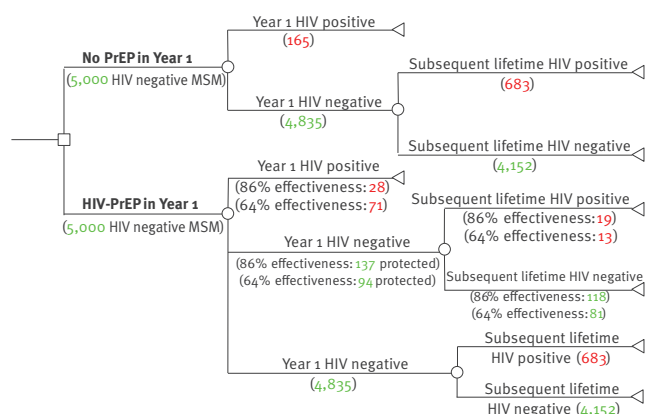 Year 1 HIV positive
(165)
No PrEP in Year 1
(5,000 HIV negative MSM)
Subsequent lifetime HIV positive
(683)
Year 1 HIV negative
(4,835)
Subsequent lifetime HIV negative
(4,152)
Year 1 HIV positive
(86% effectiveness: 28)
(64% effectiveness: 71)
HIV-PrEP in Year 1
(5,000 HIV negative MSM)
Subsequent lifetime HIV positive
(86% effectiveness: 19)
(64% effectiveness: 13)
Year 1 HIV negative
(86% effectiveness: 137 protected)
(64% effectiveness: 94 protected)
Subsequent lifetime HIV negative
(86% effectiveness: 118)
(64% effectiveness: 81)
Subsequent lifetime
HIV positive (683)
Year 1 HIV negative
(4,835)
Subsequent lifetime
HIV negative (4,152)